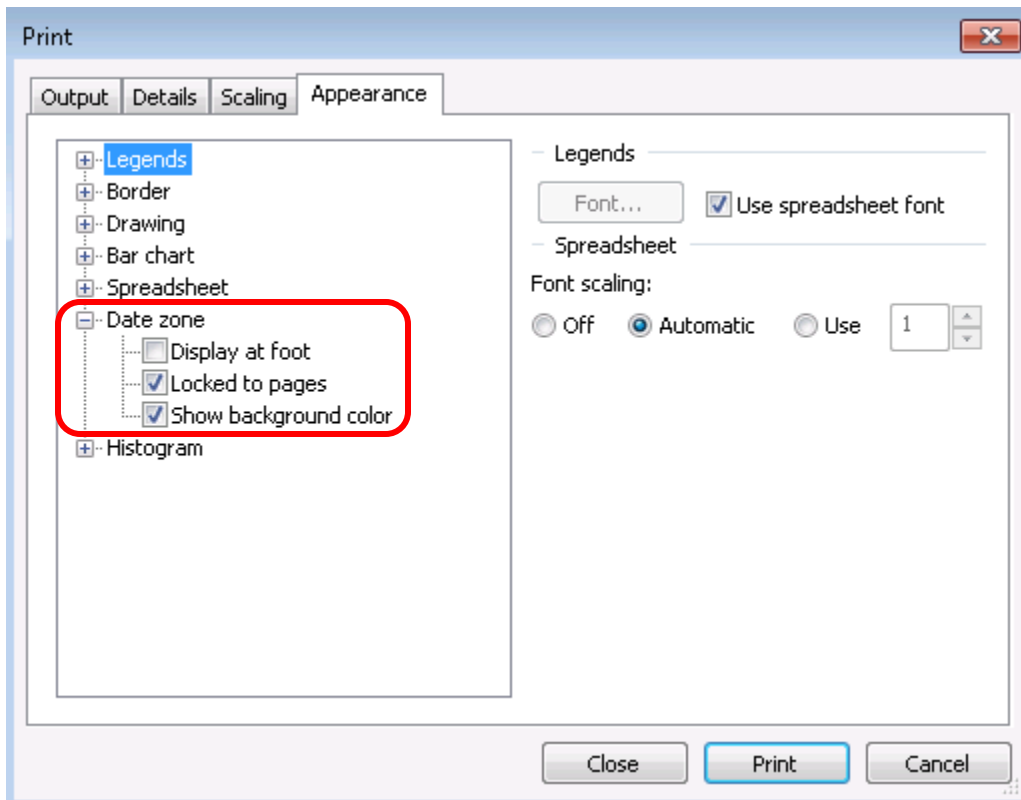 Print
Output Details Scaling Appearance
Legends
Border
Drawing
Bar chart
Spreadsheet
Date zone
Display at foot
Locked to pages
Show background color
Histogram
Legends
Font... Use spreadsheet font
Spreadsheet
Font scaling:
Off Automatic Use 1
Close Print Cancel